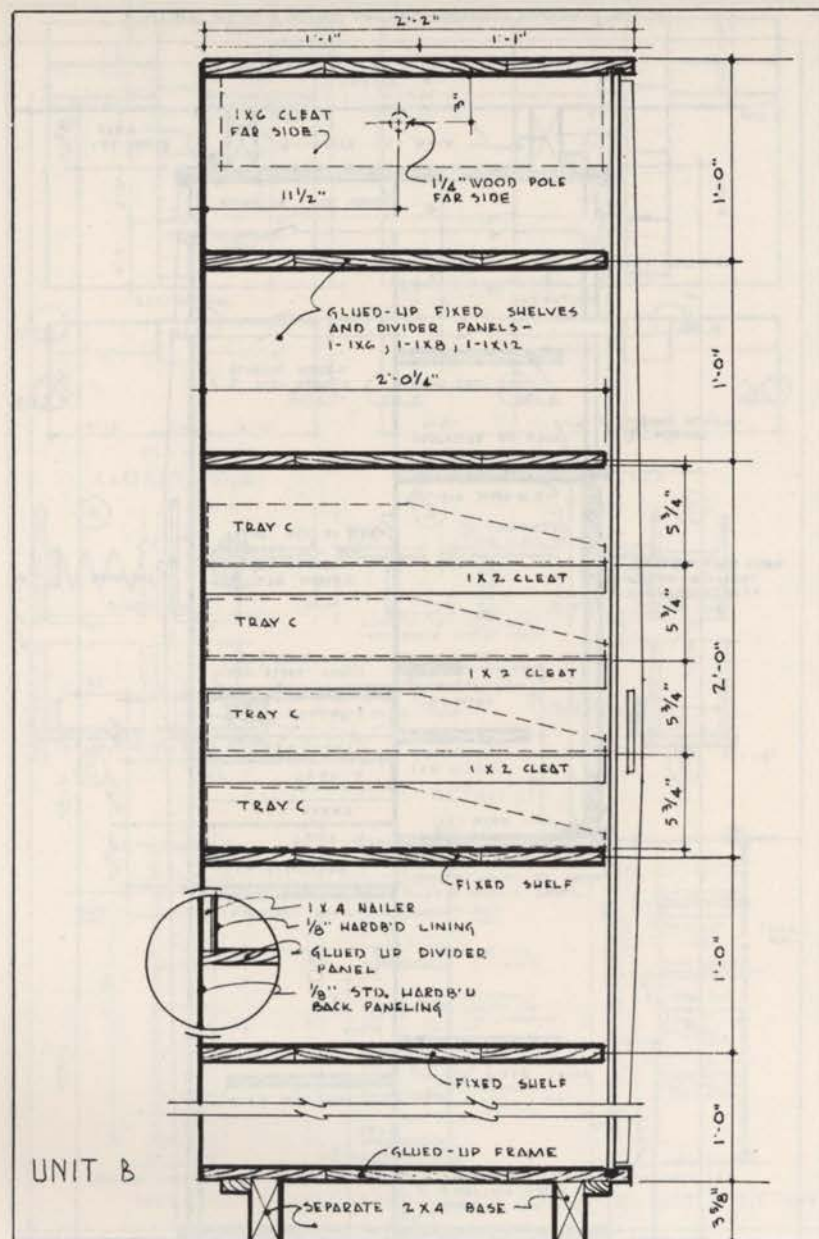 2'-2"
1'-1" 1'-1"
1X6 CLEAT
FAR SIDE
3"
1 1/4" WOOD POLE
FAR SIDE
11 1/2"
1'-0"
GLUED-UP FIXED SHELVES
AND DIVIDER PANELS-
1-1X6, 1-1X8, 1-1X12
2'-0 1/4"
1'-0"
TRAY C
5 3/4"
1 X 2 CLEAT
TRAY C
5 3/4"
1 X 2 CLEAT
2'-0"
TRAY C
5 3/4"
1 X 2 CLEAT
TRAY C
5 3/4"
FIXED SHELF
1 X 4 NAILER
1/8" HARDB'D LINING
GLUED UP DIVIDER
PANEL
1/8" STD. HARDB'D
BACK PANELING
1'-0"
FIXED SHELF
1'-0"
GLUED-UP FRAME
UNIT B
SEPARATE 2X4 BASE
3 5/8"